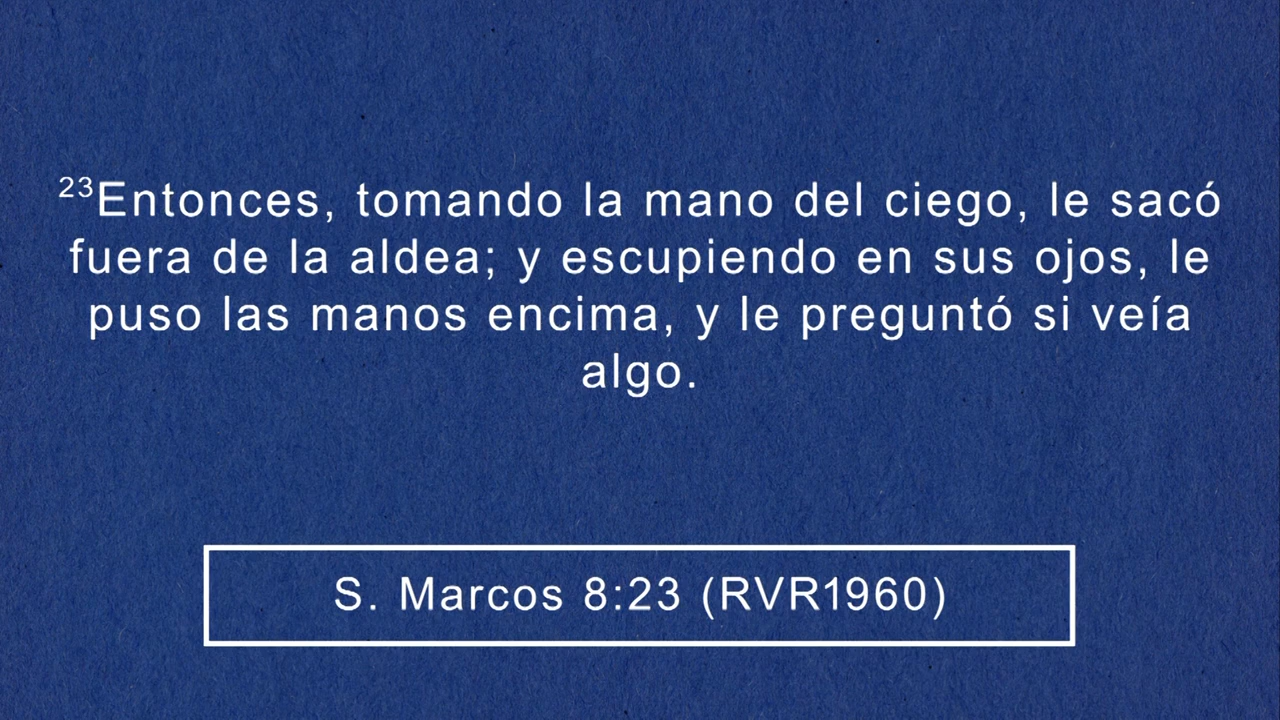 ²³Entonces, tomando la mano del ciego, le sacó
fuera de la aldea; y escupiendo en sus ojos, le
puso las manos encima, y le preguntó si veía
algo.
S. Marcos 8:23 (RVR1960)